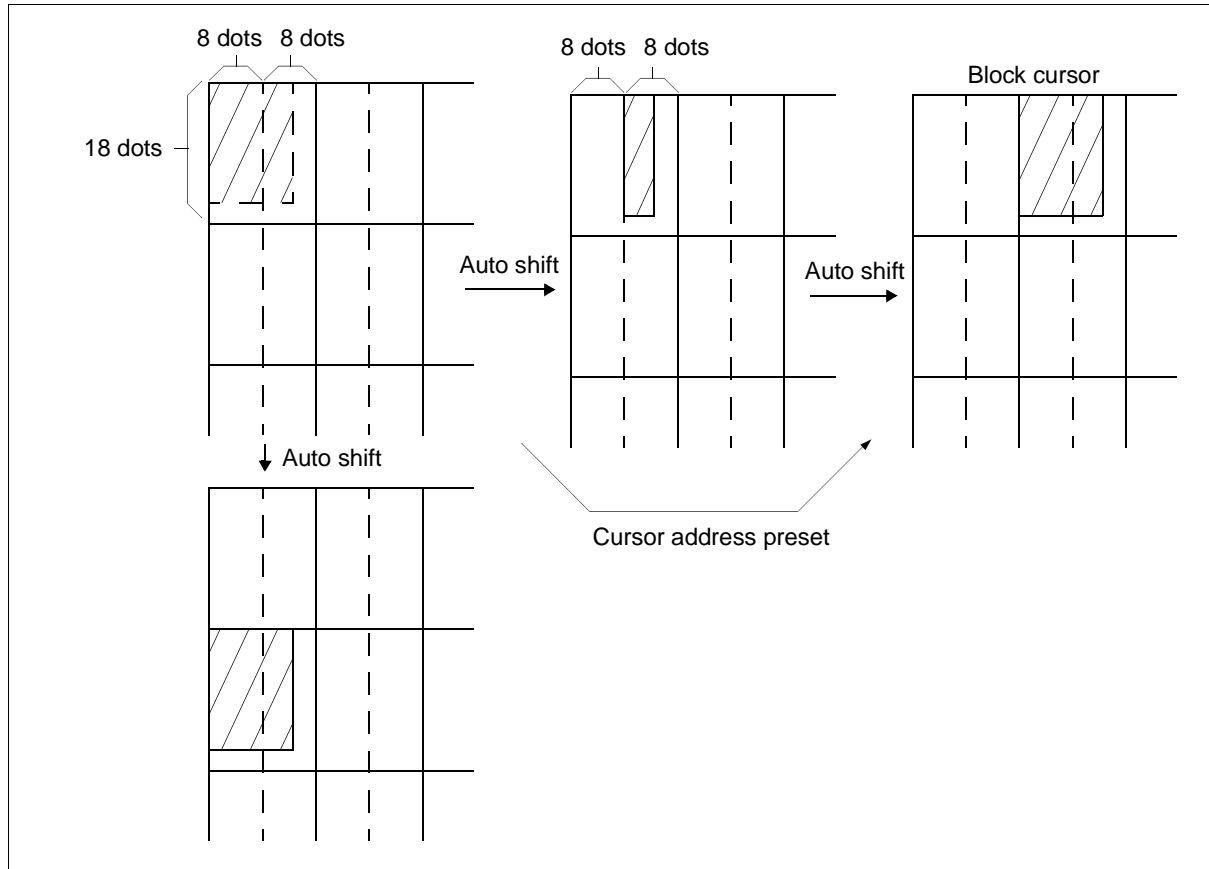 8 dots 8 dots
8 dots 8 dots
Block cursor
18 dots
Auto shift
Auto shift
Auto shift
Cursor address preset